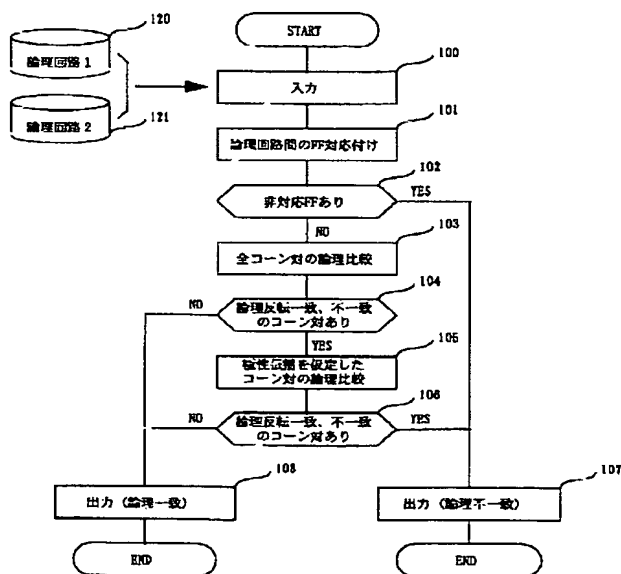 START
120
論理回路1
論理回路2
121
100
入力
101
論理回路間のFF対応付け
102
非対応FFあり
YES
NO
103
全コーン対の論理比較
104
NO
論理反転一致、不一致
のコーン対あり
YES
105
極性伝播を仮定した
コーン対の論理比較
106
NO
論理反転一致、不一致
のコーン対あり
YES
108
出力(論理一致)
107
出力(論理不一致)
END
END